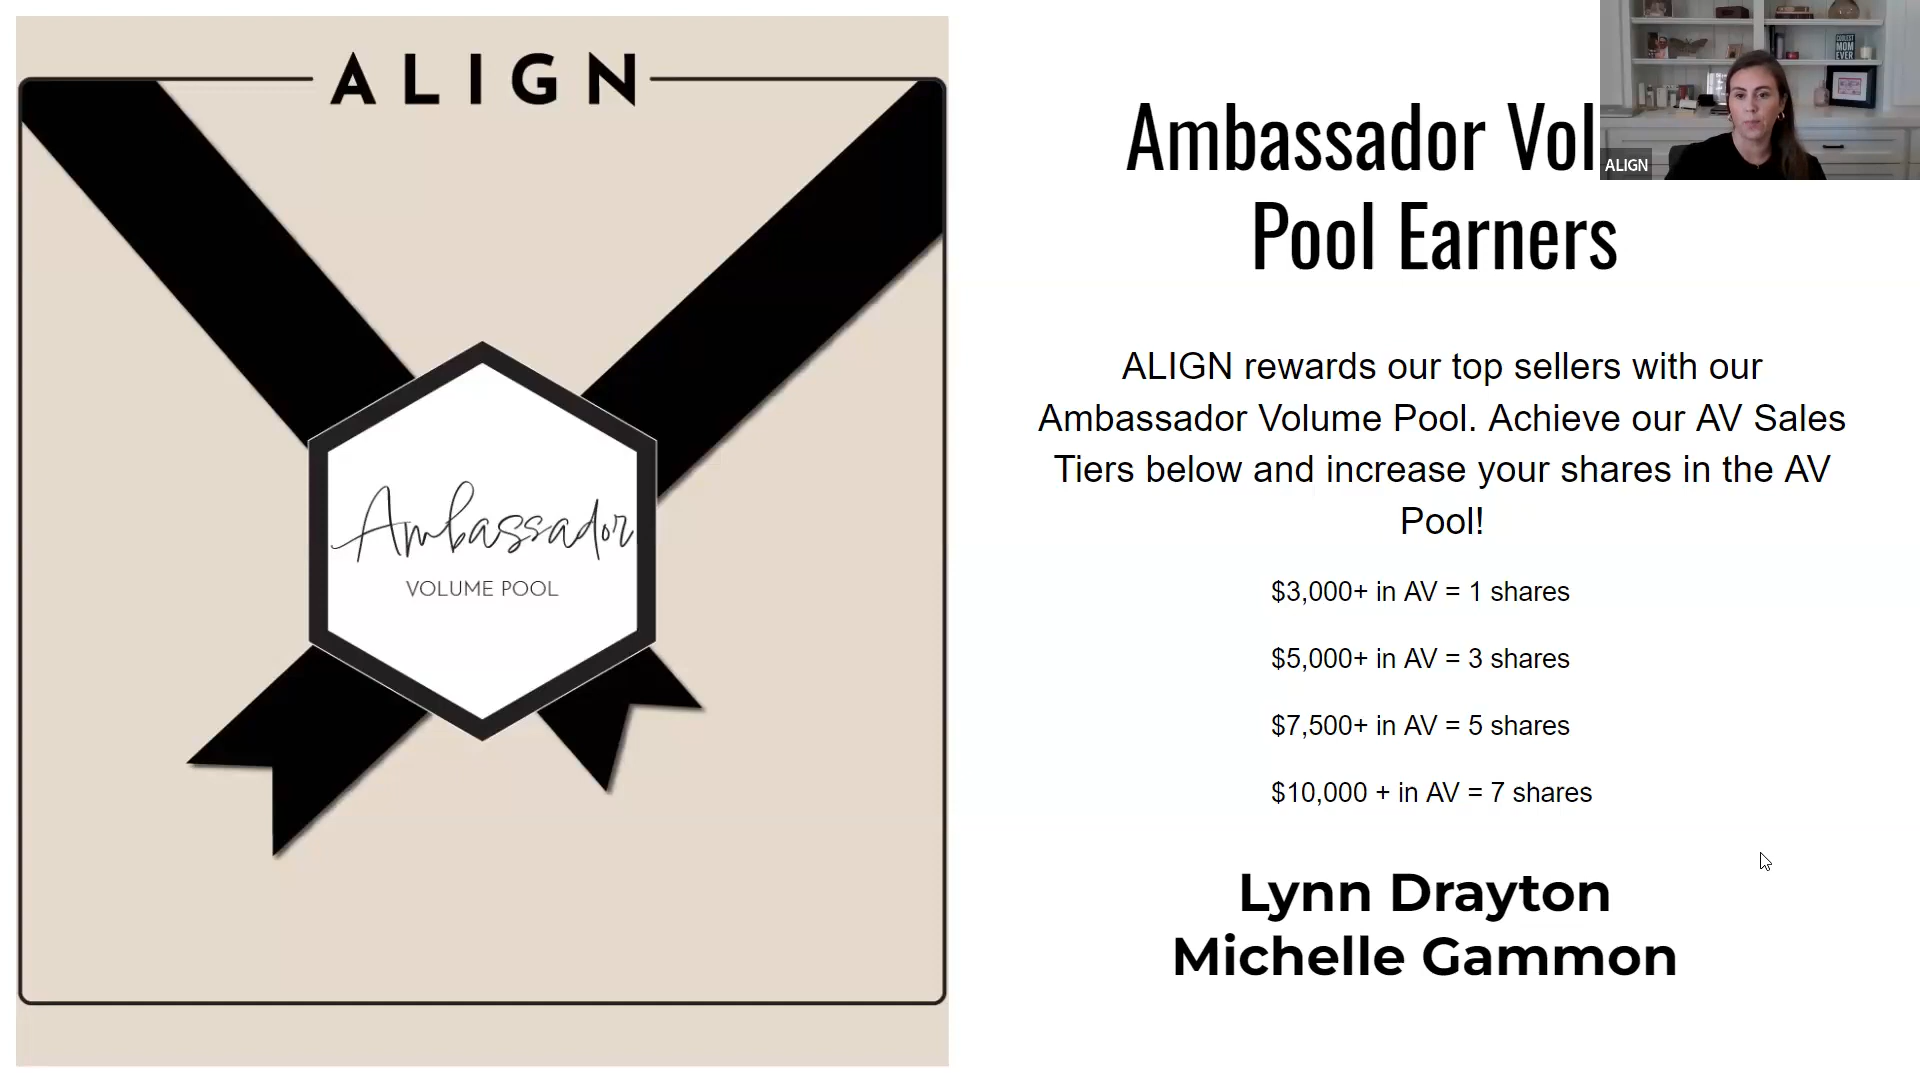 ALIGN
Ambassador
VOLUME POOL
Ambassador Vol
Pool Earners
ALIGN rewards our top sellers with our
Ambassador Volume Pool. Achieve our AV Sales
Tiers below and increase your shares in the AV
Pool!
$3,000+ in AV = 1 shares
$5,000+ in AV = 3 shares
$7,500+ in AV = 5 shares
$10,000 + in AV = 7 shares
Lynn Drayton
Michelle Gammon
COOLEST
MOM
EVER
ALIGN